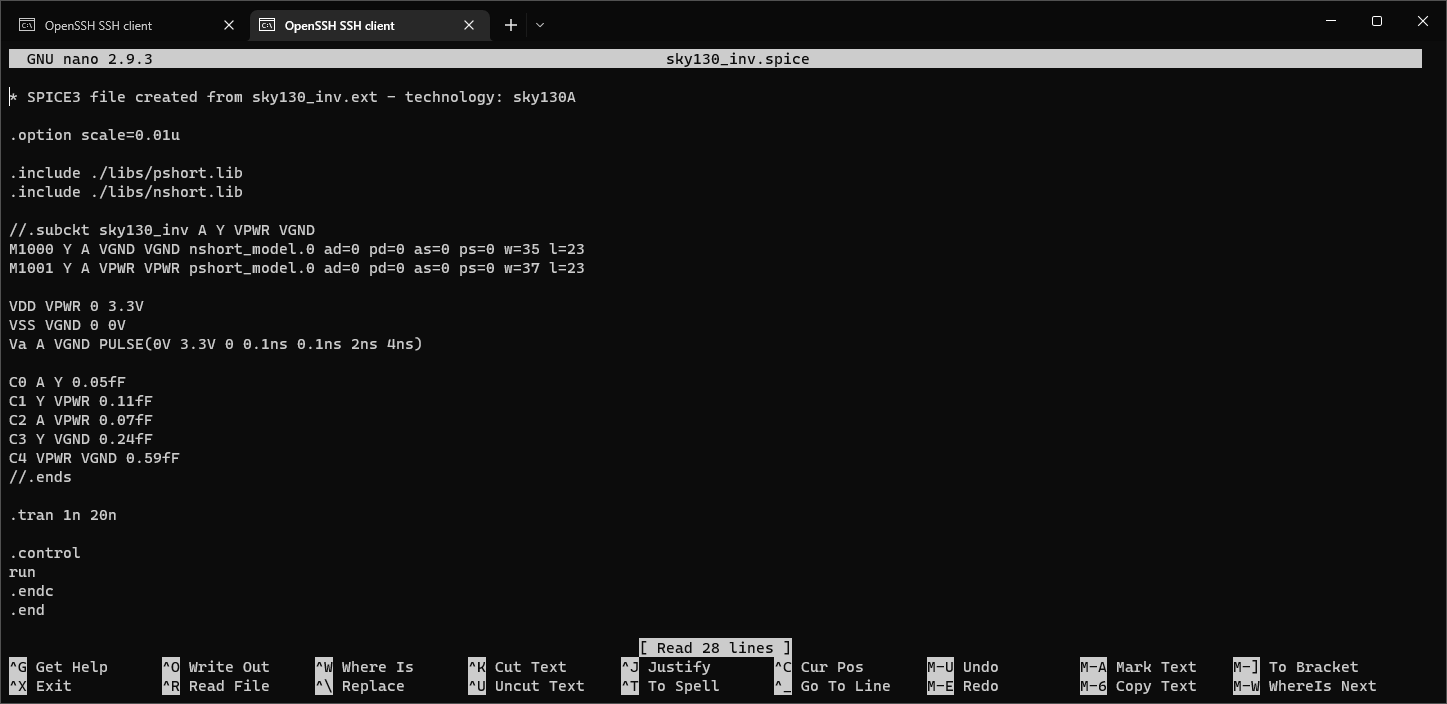 OpenSSH SSH client
OpenSSH SSH client
GNU nano 2.9.3 sky130_inv.spice
* SPICE3 file created from sky130_inv.ext - technology: sky130A
.option scale=0.01u
.include ./libs/pshort.lib
.include ./libs/nshort.lib
//.subckt sky130_inv A Y VPWR VGND
M1000 Y A VGND VGND nshort_model.0 ad=0 pd=0 as=0 ps=0 w=35 l=23
M1001 Y A VPWR VPWR pshort_model.0 ad=0 pd=0 as=0 ps=0 w=37 l=23
VDD VPWR 0 3.3V
VSS VGND 0 0V
Va A VGND PULSE(0V 3.3V 0 0.1ns 0.1ns 2ns 4ns)
C0 A Y 0.05fF
C1 Y VPWR 0.11fF
C2 A VPWR 0.07fF
C3 Y VGND 0.24fF
C4 VPWR VGND 0.59fF
//.ends
.tran 1n 20n
.control
run
.endc
.end
[ Read 28 lines ]
^G Get Help ^O Write Out ^W Where Is ^K Cut Text ^J Justify ^C Cur Pos M-U Undo M-A Mark Text M-] To Bracket
^X Exit ^R Read File ^\ Replace ^U Uncut Text ^T To Spell ^_ Go To Line M-E Redo M-6 Copy Text M-W WhereIs Next